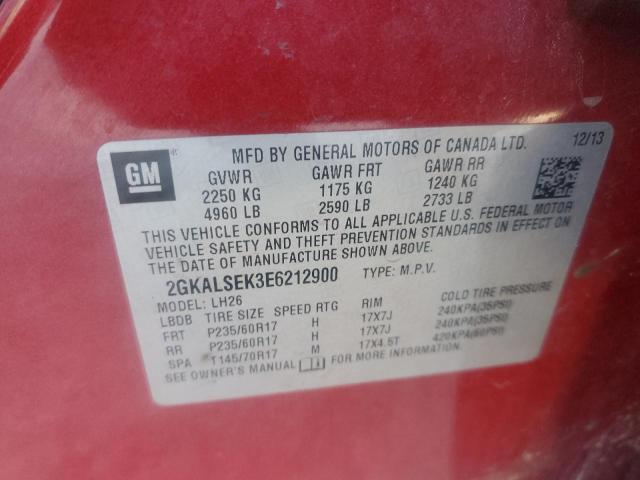 GM
MFD BY GENERAL MOTORS OF CANADA LTD. 12/13
GVWR GAWR FRT GAWR RR
2250 KG 1175 KG 1240 KG
4960 LB 2590 LB 2733 LB
THIS VEHICLE CONFORMS TO ALL APPLICABLE U.S. FEDERAL MOTOR
VEHICLE SAFETY AND THEFT PREVENTION STANDARDS IN EFFECT ON
THE DATE OF MANUFACTURE SHOWN ABOVE.
2GKALSEK3E6212900 TYPE: M.P.V.
MODEL: LH26
LBDB TIRE SIZE SPEED RTG RIM COLD TIRE PRESSURE
FRT P235/60R17 H 17X7J 240KPA(35PSI)
RR P235/60R17 H 17X7J 240KPA(35PSI)
SPA T145/70R17 M 17X4.5T 420KPA(60PSI)
SEE OWNER'S MANUAL FOR MORE INFORMATION.